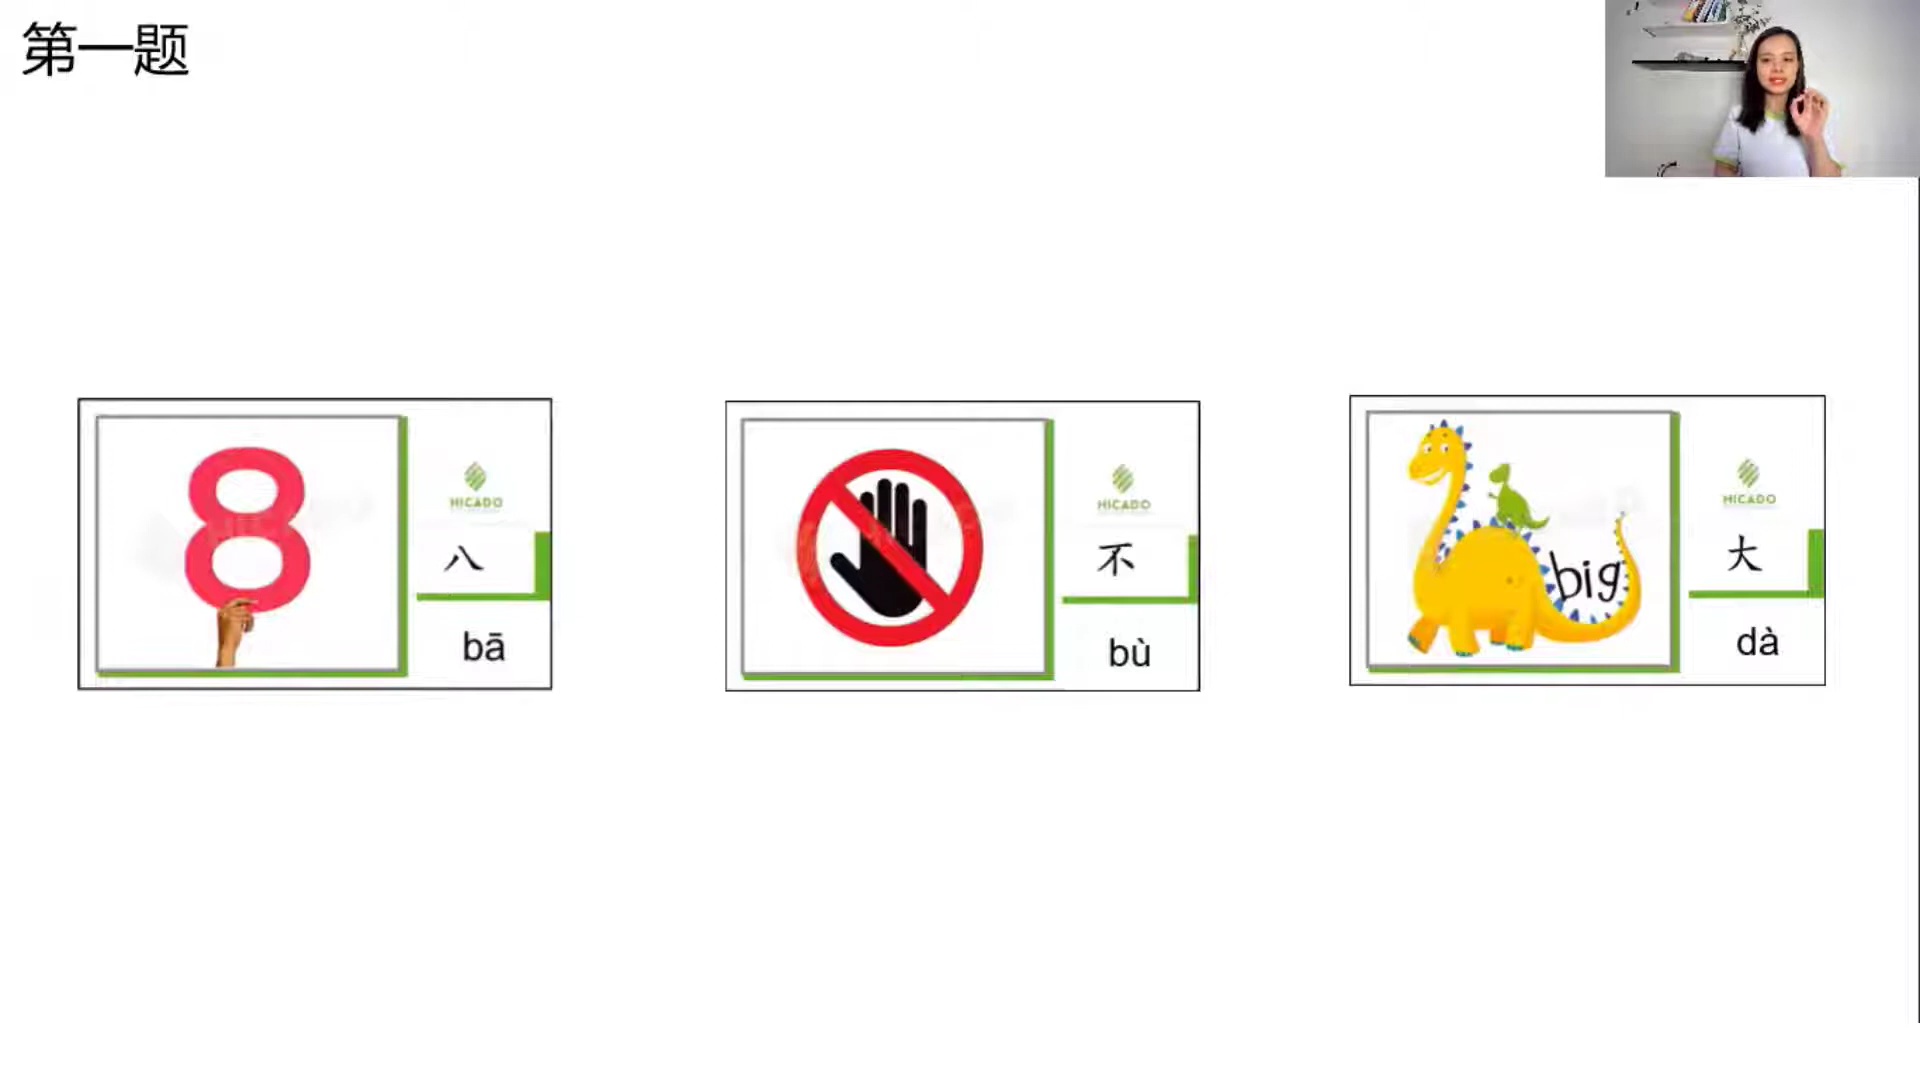 第一题
8
HICADO
八
bā
HICADO
不
bù
big
HICADO
大
dà